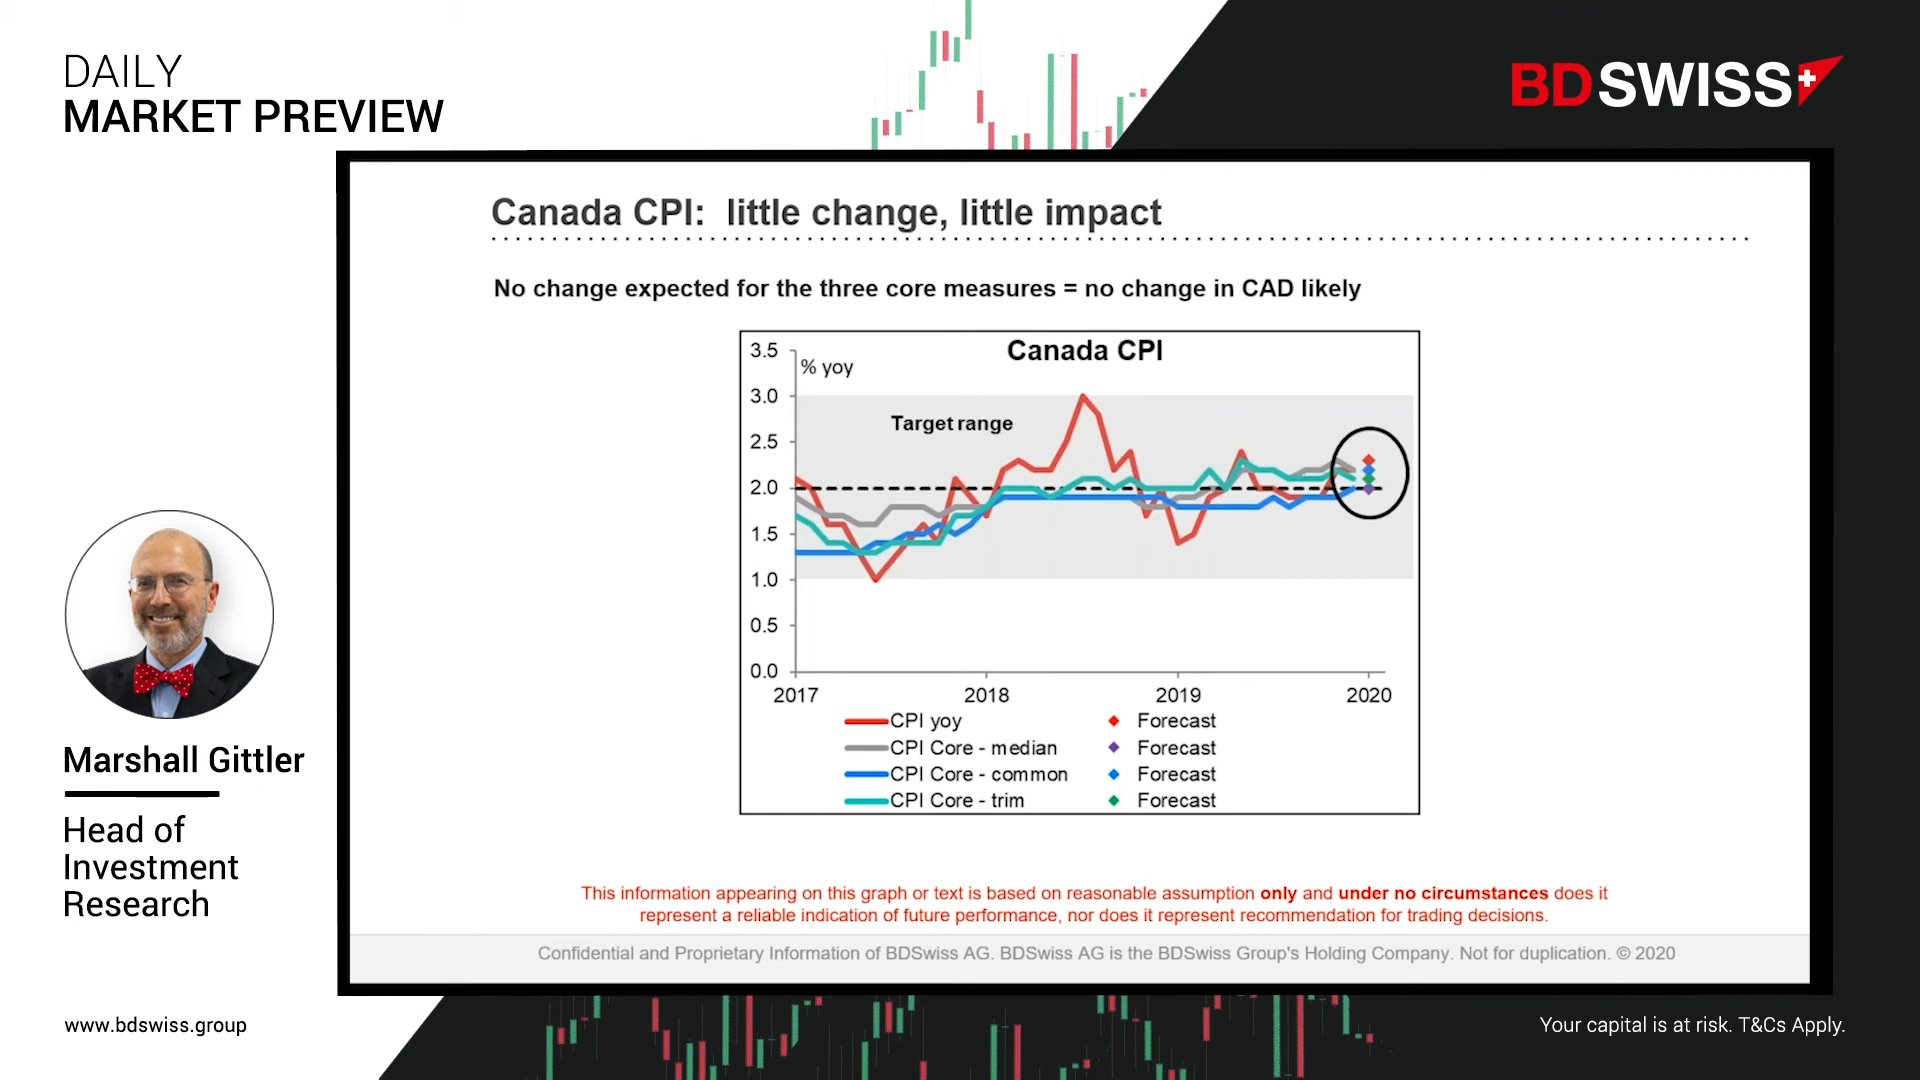 DAILY
MARKET PREVIEW
BDSWISS
Canada CPI: little change, little impact
No change expected for the three core measures = no change in CAD likely
Canada CPI
% yoy
Target range
3.5
3.0
2.5
2.0
1.5
1.0
0.5
0.0
2017 2018 2019 2020
CPI yoy Forecast
CPI Core - median Forecast
CPI Core - common Forecast
CPI Core - trim Forecast
This information appearing on this graph or text is based on reasonable assumption only and under no circumstances does it
represent a reliable indication of future performance, nor does it represent recommendation for trading decisions.
Confidential and Proprietary Information of BDSwiss AG. BDSwiss AG is the BDSwiss Group's Holding Company. Not for duplication. © 2020
Marshall Gittler
Head of
Investment
Research
www.bdswiss.group
Your capital is at risk. T&Cs Apply.